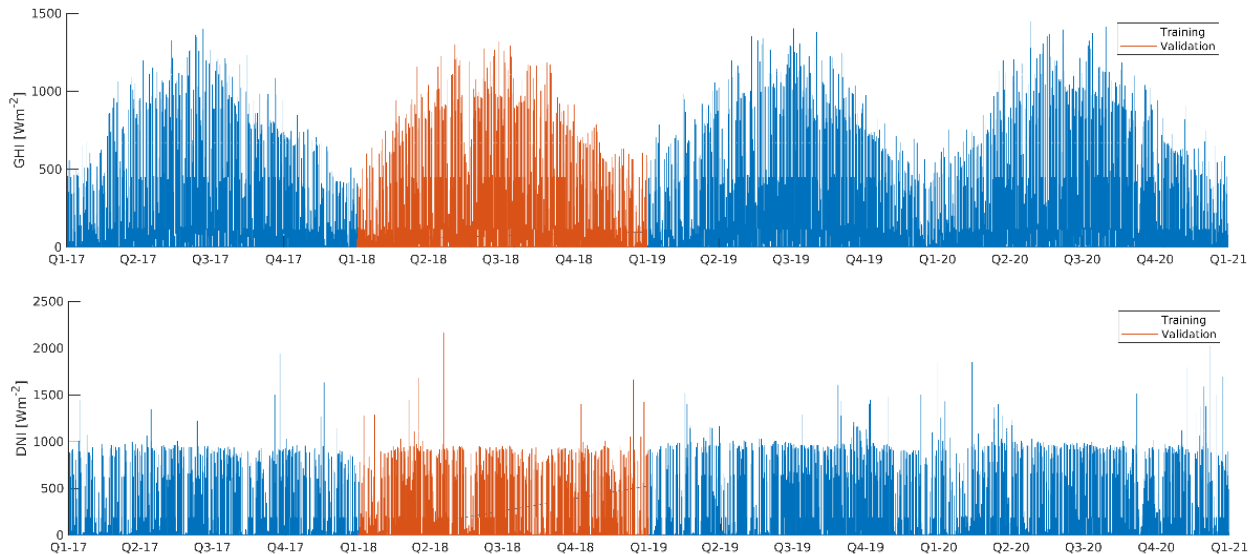 1500
1000
500
0
GHI [Wm-2]
Training
Validation
Q1-17 Q2-17 Q3-17 Q4-17 Q1-18 Q2-18 Q3-18 Q4-18 Q1-19 Q2-19 Q3-19 Q4-19 Q1-20 Q2-20 Q3-20 Q4-20 Q1-21
2500
2000
1500
1000
500
0
DNI [Wm-2]
Training
Validation
Q1-17 Q2-17 Q3-17 Q4-17 Q1-18 Q2-18 Q3-18 Q4-18 Q1-19 Q2-19 Q3-19 Q4-19 Q1-20 Q2-20 Q3-20 Q4-20 Q1-21